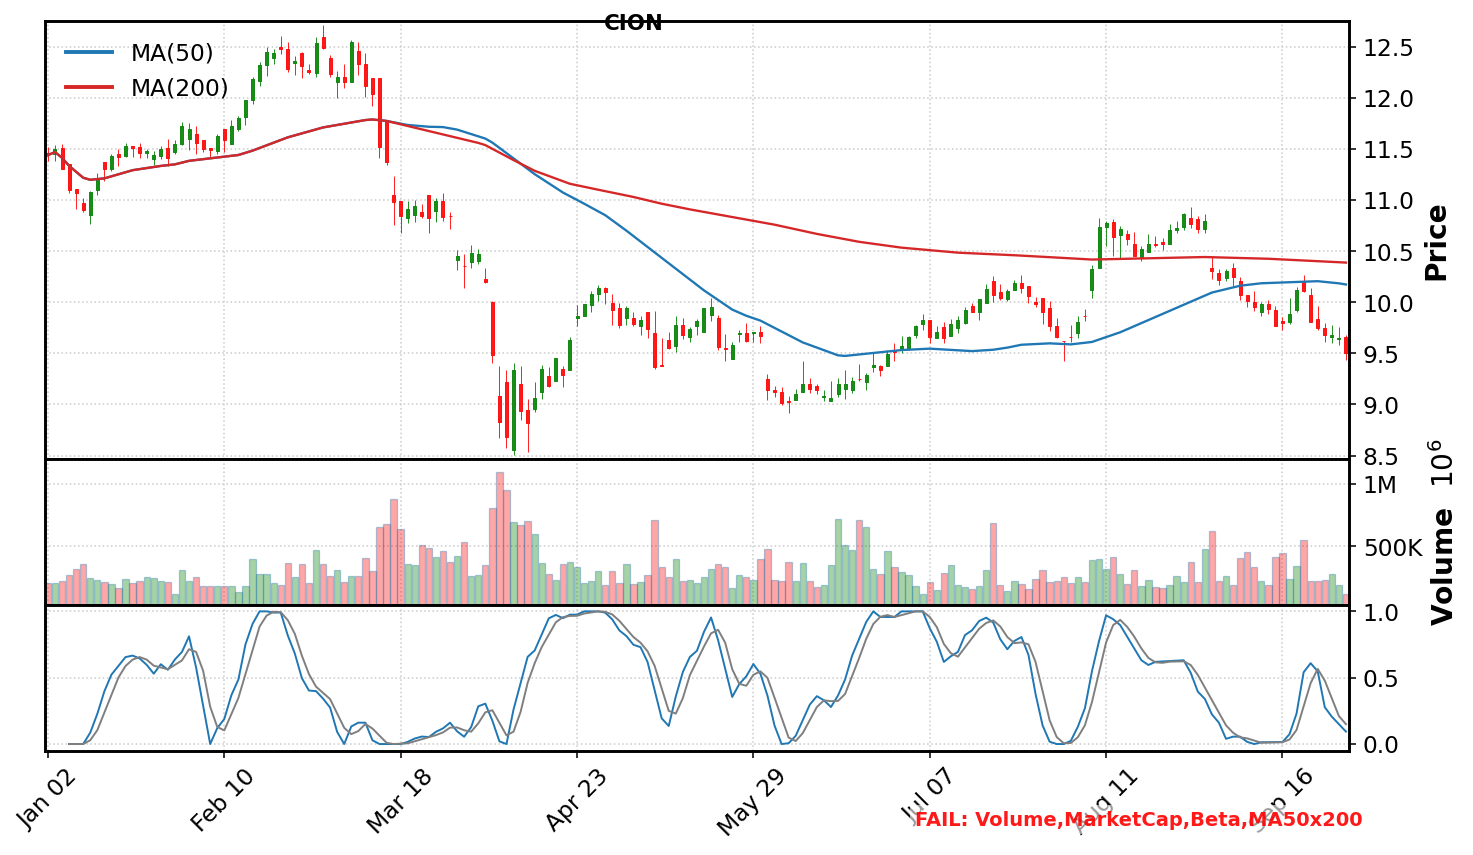 CION
MA(50)
MA(200)
12.5
12.0
11.5
11.0
10.5
10.0
9.5
9.0
8.5
Price
1M
500K
Volume 10^6
1.0
0.5
0.0
Jan 02
Feb 10
Mar 18
Apr 23
May 29
Jul 07
Aug 11
Sep 16
FAIL: Volume,MarketCap,Beta,MA50x200